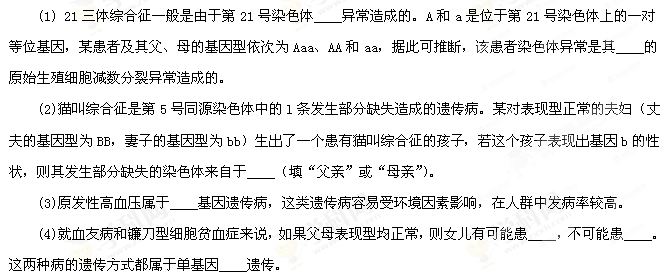 (1) 21 三体综合征一般是由于第 21 号染色体____异常造成的。A 和 a 是位于第 21 号染色体上的一对
等位基因，某患者及其父、母的基因型依次为 Aaa、AA 和 aa，据此可推断，该患者染色体异常是其____的
原始生殖细胞减数分裂异常造成的。
(2)猫叫综合征是第 5 号同源染色体中的 1 条发生部分缺失造成的遗传病。某对表现型正常的夫妇（丈
夫的基因型为 BB，妻子的基因型为 bb）生出了一个患有猫叫综合征的孩子，若这个孩子表现出基因 b 的性
状，则其发生部分缺失的染色体来自于____（填“父亲”或“母亲”）。
(3)原发性高血压属于____基因遗传病，这类遗传病容易受环境因素影响，在人群中发病率较高。
(4)就血友病和镰刀型细胞贫血症来说，如果父母表现型均正常，则女儿有可能患____，不可能患____。
这两种病的遗传方式都属于单基因____遗传。